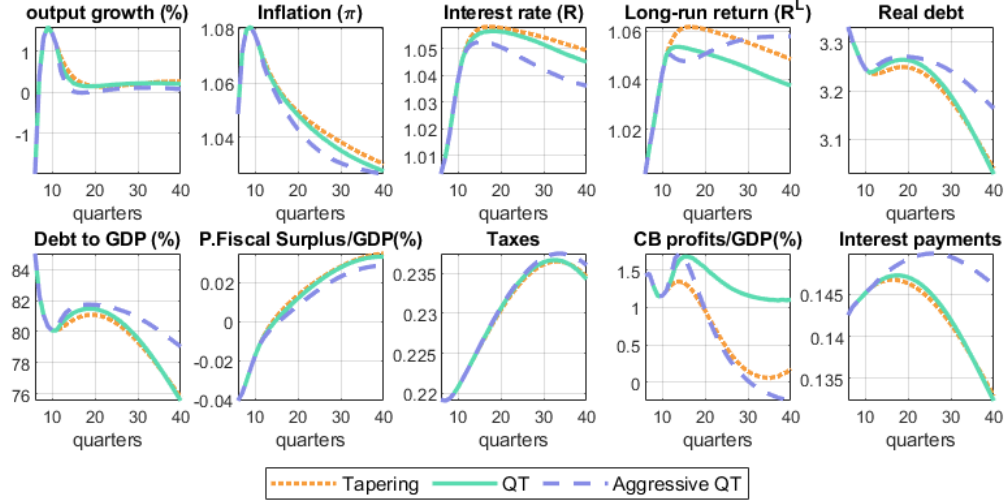 output growth (%)
Inflation (π)
Interest rate (R)
Long-run return (R^L)
Real debt
1
0
-1
10 20 30 40
quarters
1.08
1.06
1.04
10 20 30 40
quarters
1.05
1.04
1.03
1.02
1.01
10 20 30 40
quarters
1.06
1.04
1.02
10 20 30 40
quarters
3.3
3.2
3.1
10 20 30 40
quarters
Debt to GDP (%)
P.Fiscal Surplus/GDP(%)
Taxes
CB profits/GDP(%)
Interest payments
84
82
80
78
76
10 20 30 40
quarters
0.02
0
-0.02
-0.04
10 20 30 40
quarters
0.235
0.23
0.225
0.22
10 20 30 40
quarters
1.5
1
0.5
0
10 20 30 40
quarters
0.145
0.14
0.135
10 20 30 40
quarters
Tapering QT Aggressive QT